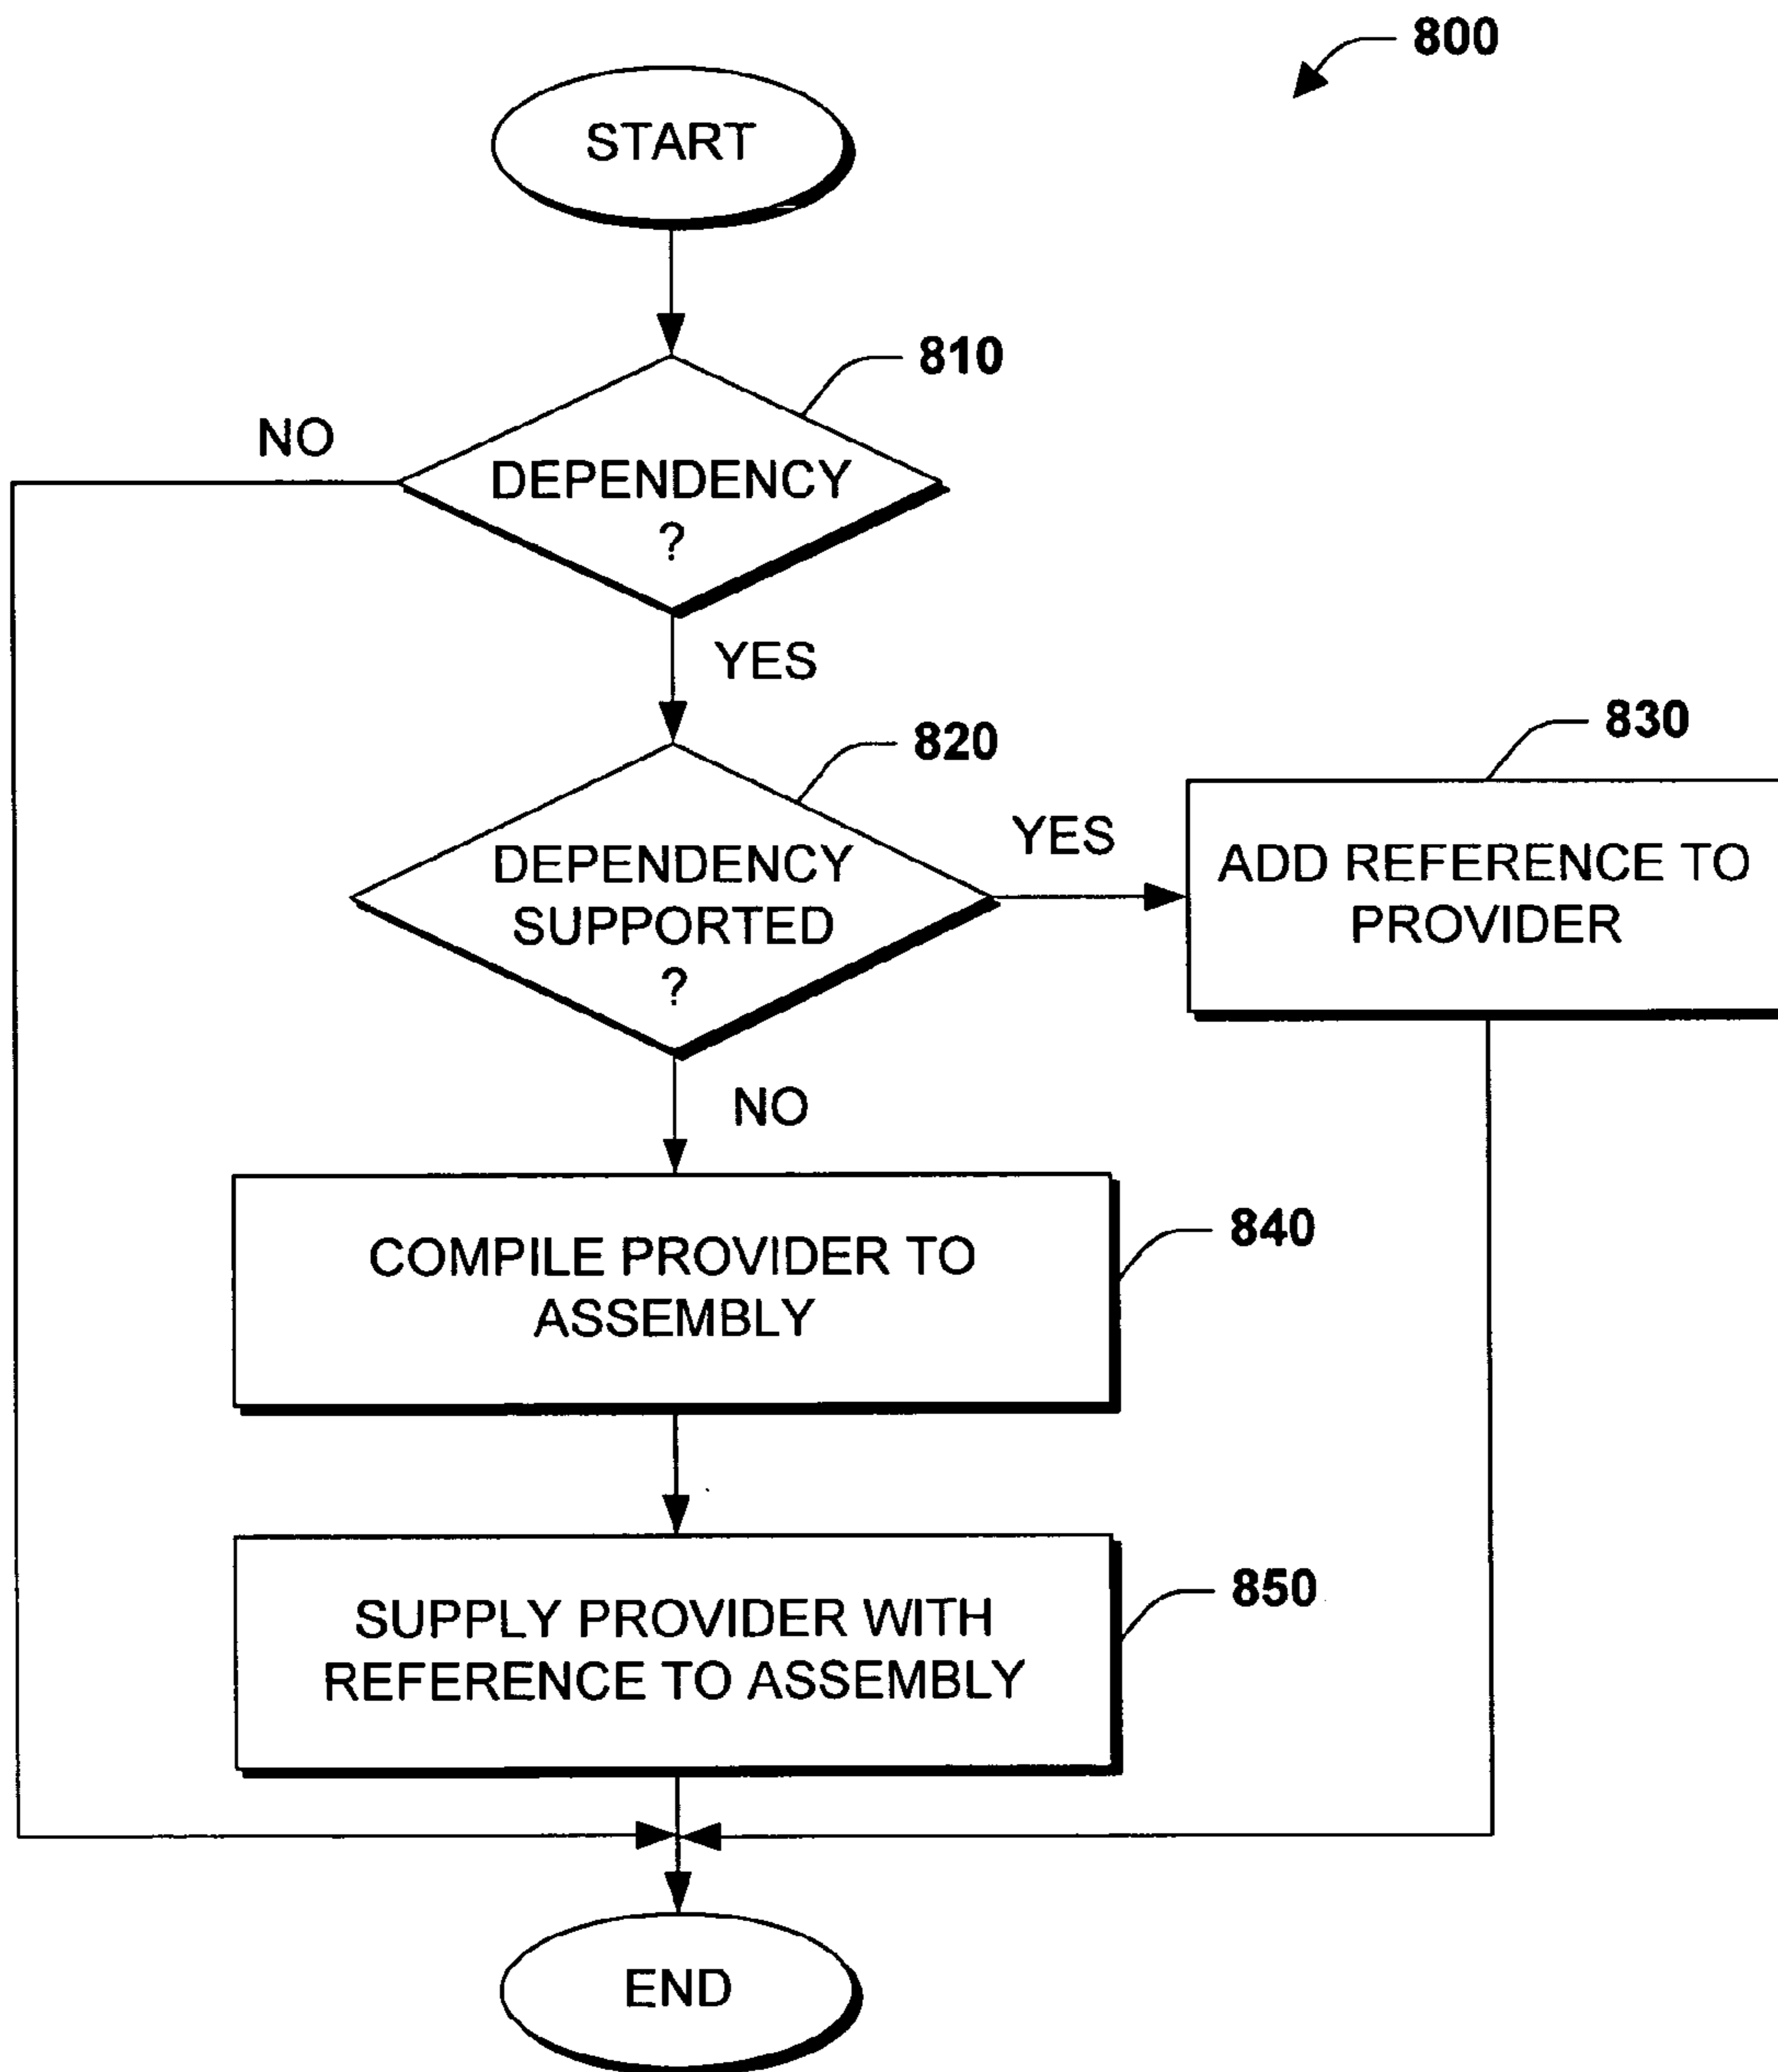 800
START
810
NO
DEPENDENCY
?
YES
820
830
DEPENDENCY
SUPPORTED
?
YES
ADD REFERENCE TO
PROVIDER
NO
840
COMPILE PROVIDER TO
ASSEMBLY
850
SUPPLY PROVIDER WITH
REFERENCE TO ASSEMBLY
END